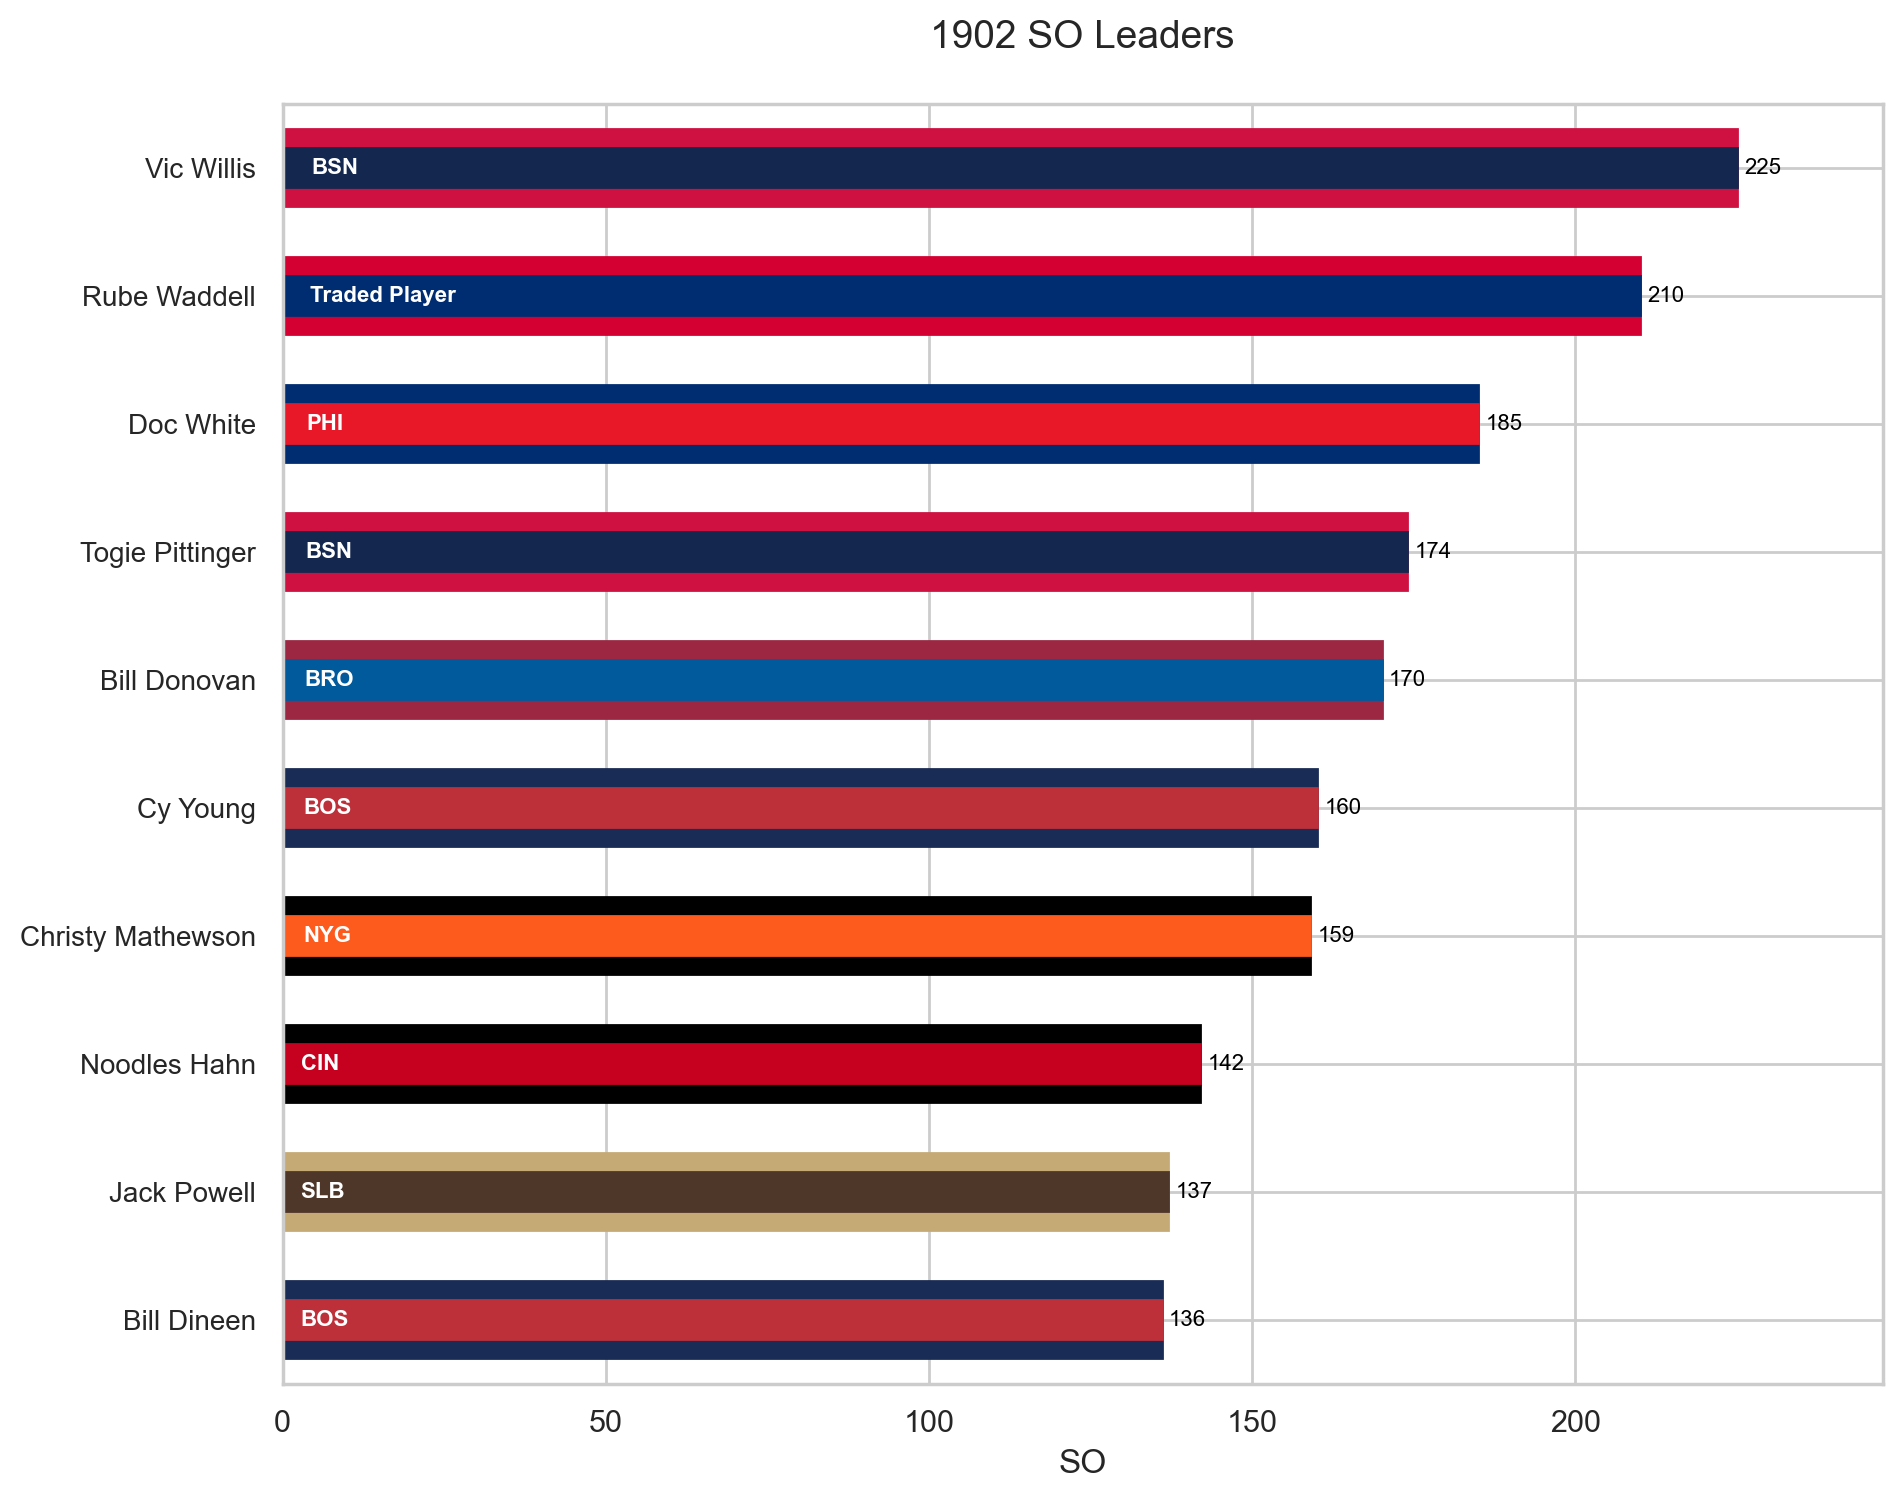 1902 SO Leaders
Vic Willis
BSN
225
Rube Waddell
Traded Player
210
Doc White
PHI
185
Togie Pittinger
BSN
174
Bill Donovan
BRO
170
Cy Young
BOS
160
Christy Mathewson
NYG
159
Noodles Hahn
CIN
142
Jack Powell
SLB
137
Bill Dineen
BOS
136
0 50 100 150 200
SO